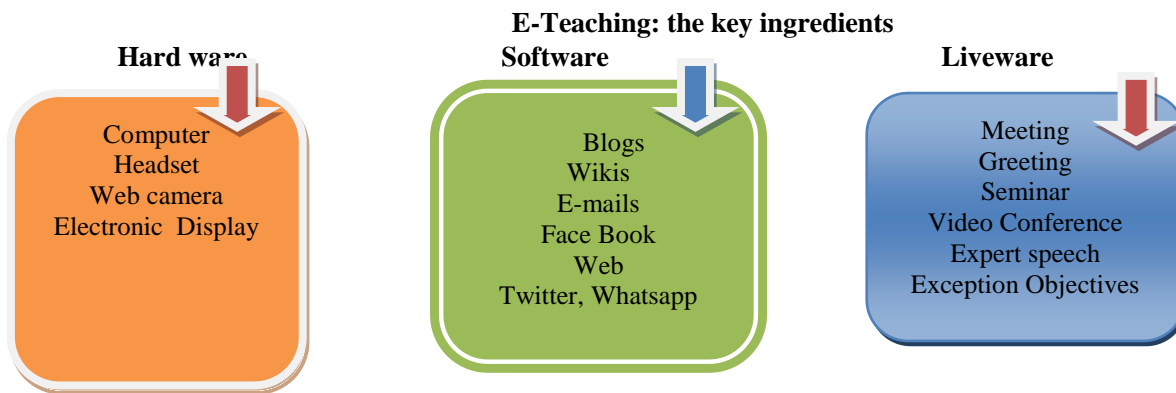 E-Teaching: the key ingredients
Hard ware
Software
Liveware
Computer
Headset
Web camera
Electronic Display
Blogs
Wikis
E-mails
Face Book
Web
Twitter, Whatsapp
Meeting
Greeting
Seminar
Video Conference
Expert speech
Exception Objectives